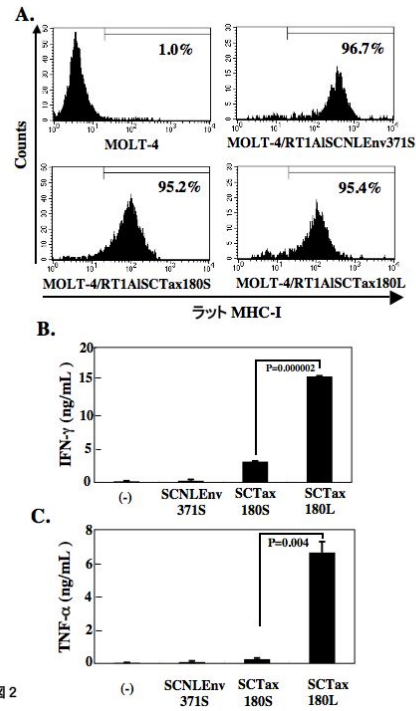 A.
1.0%
96.7%
MOLT-4
MOLT-4/RT1AlSCNLEnv371S
Counts
95.2%
95.4%
MOLT-4/RT1AlSCTax180S
MOLT-4/RT1AlSCTax180L
ラット MHC-I
B.
IFN-γ (ng/mL)
20
15
10
5
0
P=0.000002
(-)
SCNLEnv
371S
SCTax
180S
SCTax
180L
C.
TNF-α (ng/mL)
8
6
4
2
0
P=0.004
(-)
SCNLEnv
371S
SCTax
180S
SCTax
180L
図2